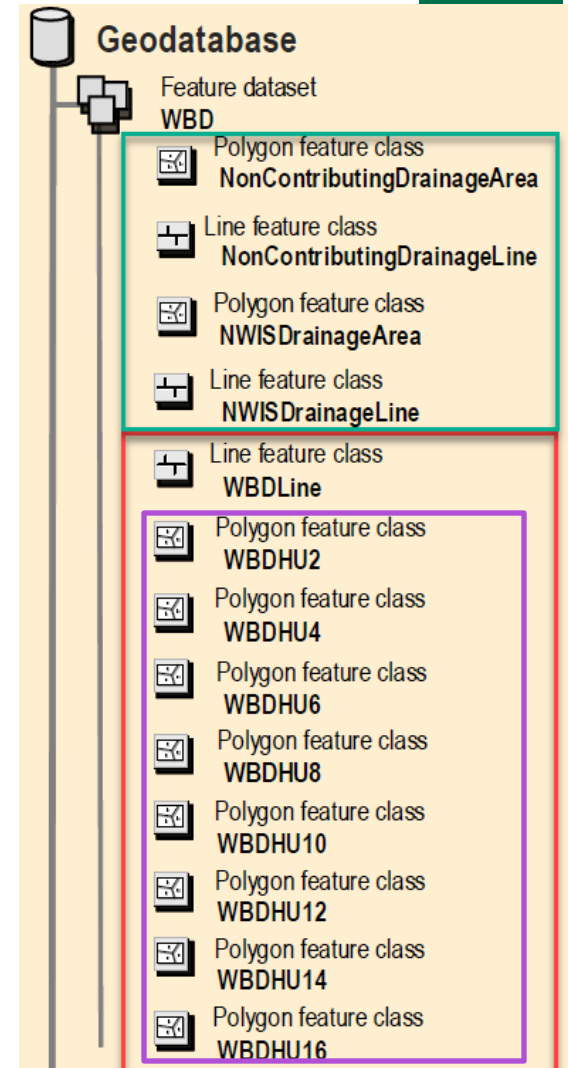 Geodatabase
Feature dataset
WBD
Polygon feature class
NonContributingDrainageArea
Line feature class
NonContributingDrainageLine
Polygon feature class
NWISDrainageArea
Line feature class
NWISDrainageLine
Line feature class
WBDLine
Polygon feature class
WBDHU2
Polygon feature class
WBDHU4
Polygon feature class
WBDHU6
Polygon feature class
WBDHU8
Polygon feature class
WBDHU10
Polygon feature class
WBDHU12
Polygon feature class
WBDHU14
Polygon feature class
WBDHU16